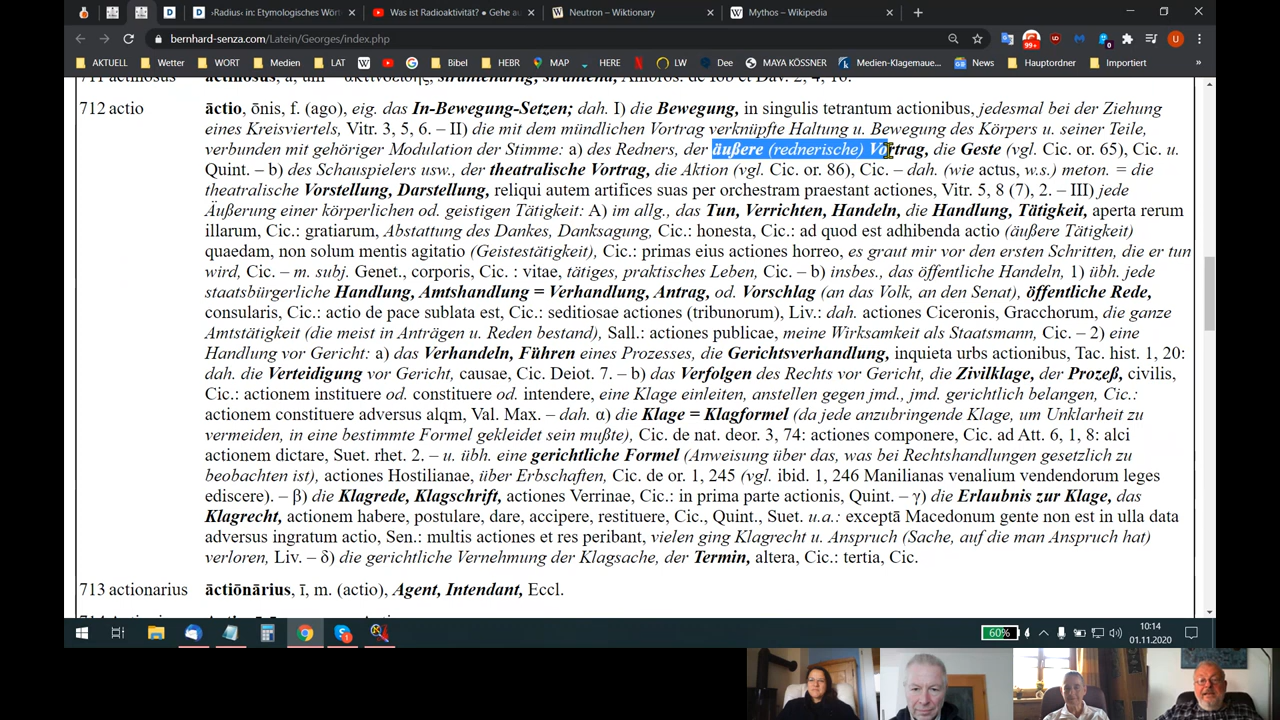 ›Radius‹ in: Etymologisches Wör
Was ist Radioaktivität? • Gehe au
Neutron – Wiktionary
Mythos – Wikipedia
bernhard-senza.com/Latein/Georges/index.php
AKTUELL
Wetter
WORT
LAT
Bibel
HEBR
MAP
HERE
LW
Dev
MAYA KÖSSNER
Medien-Klagemaue...
Hauptordner
99+
0
U
712 actio
āctio, ōnis, f. (ago), eig. das In-Bewegung-Setzen; dah. I) die Bewegung, in singulis tetrantum actionibus, jedesmal bei der Ziehung
eines Kreisviertels, Vitr. 3, 5, 6. – II) die mit dem mündlichen Vortrag verknüpfte Haltung u. Bewegung des Körpers u. seiner Teile,
verbunden mit gehöriger Modulation der Stimme: a) des Redners, der äußere (rednerische) Vortrag, die Geste (vgl. Cic. or. 65), Cic. u.
Quint. – b) des Schauspielers usw., der theatralische Vortrag, die Aktion (vgl. Cic. or. 86), Cic. – dah. (wie actus, w.s.) meton. = die
theatralische Vorstellung, Darstellung, reliqui autem artifices suas per orchestram praestant actiones, Vitr. 5, 8 (7), 2. – III) jede
Äußerung einer körperlichen od. geistigen Tätigkeit: A) im allg., das Tun, Verrichten, Handeln, die Handlung, Tätigkeit, aperta rerum
illarum, Cic.: gratiarum, Abstattung des Dankes, Danksagung, Cic.: honesta, Cic.: ad quod est adhibenda actio (äußere Tätigkeit)
quaedam, non solum mentis agitatio (Geistestätigkeit), Cic.: primas eius actiones horreo, es graut mir vor den ersten Schritten, die er tun
wird, Cic. – m. subj. Genet., corporis, Cic. : vitae, tätiges, praktisches Leben, Cic. – b) insbes., das öffentliche Handeln, 1) übh. jede
staatsbürgerliche Handlung, Amtshandlung = Verhandlung, Antrag, od. Vorschlag (an das Volk, an den Senat), öffentliche Rede,
consularis, Cic.: actio de pace sublata est, Cic.: seditiosae actiones (tribunorum), Liv.: dah. actiones Ciceronis, Gracchorum, die ganze
Amtstätigkeit (die meist in Anträgen u. Reden bestand), Sall.: actiones publicae, meine Wirksamkeit als Staatsmann, Cic. – 2) eine
Handlung vor Gericht: a) das Verhandeln, Führen eines Prozesses, die Gerichtsverhandlung, inquieta urbs actionibus, Tac. hist. 1, 20:
dah. die Verteidigung vor Gericht, causae, Cic. Deiot. 7. – b) das Verfolgen des Rechts vor Gericht, die Zivilklage, der Prozeß, civilis,
Cic.: actionem instituere od. constituere od. intendere, eine Klage einleiten, anstellen gegen jmd., jmd. gerichtlich belangen, Cic.:
actionem constituere adversus alqm, Val. Max. – dah. α) die Klage = Klagformel (da jede anzubringende Klage, um Unklarheit zu
vermeiden, in eine bestimmte Formel gekleidet sein mußte), Cic. de nat. deor. 3, 74: actiones componere, Cic. ad Att. 6, 1, 8: alci
actionem dictare, Suet. rhet. 2. – u. übh. eine gerichtliche Formel (Anweisung über das, was bei Rechtshandlungen gesetzlich zu
beobachten ist), actiones Hostilianae, über Erbschaften, Cic. de or. 1, 245 (vgl. ibid. 1, 246 Manilianas venalium vendendorum leges
ediscere). – β) die Klagrede, Klagschrift, actiones Verrinae, Cic.: in prima parte actionis, Quint. – γ) die Erlaubnis zur Klage, das
Klagrecht, actionem habere, postulare, dare, accipere, restituere, Cic., Quint., Suet. u.a.: exceptā Macedonum gente non est in ulla data
adversus ingratum actio, Sen.: multis actiones et res peribant, vielen ging Klagrecht u. Anspruch (Sache, auf die man Anspruch hat)
verloren, Liv. – δ) die gerichtliche Vernehmung der Klagsache, der Termin, altera, Cic.: tertia, Cic.
713 actionarius
āctiōnārius, ī, m. (actio), Agent, Intendant, Eccl.
60%
10:14
01.11.2020